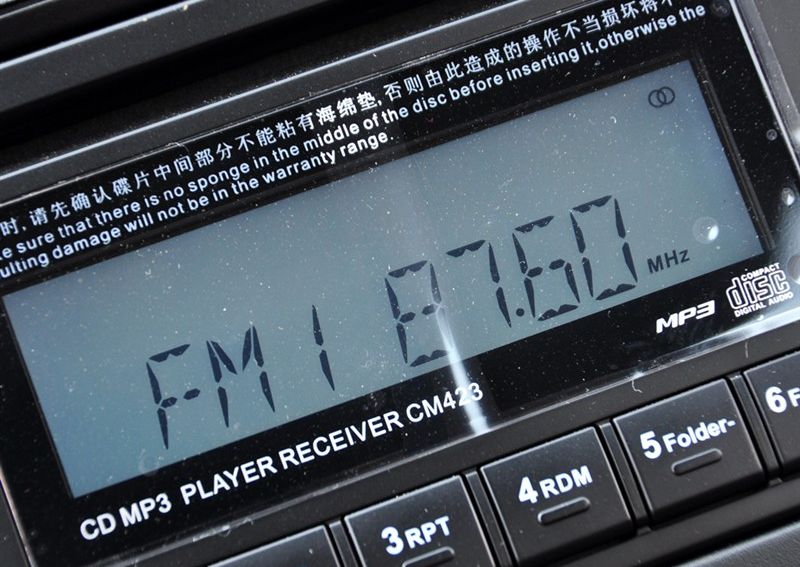 时,请先确认碟片中间部分不能粘有海绵垫,否则由此造成的操作不当损坏将不
sure that there is no sponge in the middle of the disc before inserting it,otherwise the
damage will not be in the warranty range.
FM1 87.60 MHz
MP3
COMPACT
disc
DIGITAL AUDIO
CD MP3 PLAYER RECEIVER CM423
3 RPT
4 RDM
5 Folder-
6